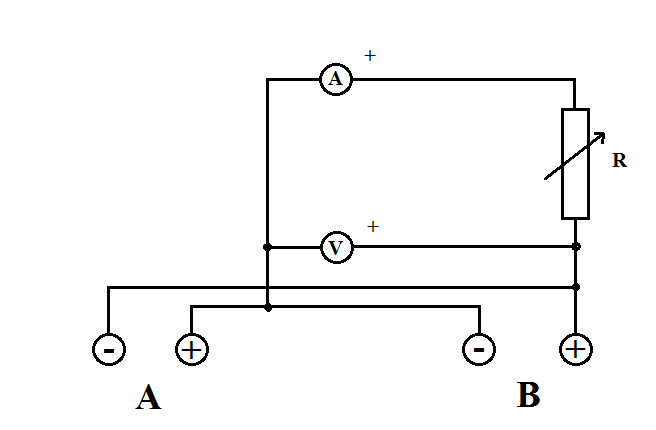 +
A
R
+
V
- + - +
A B